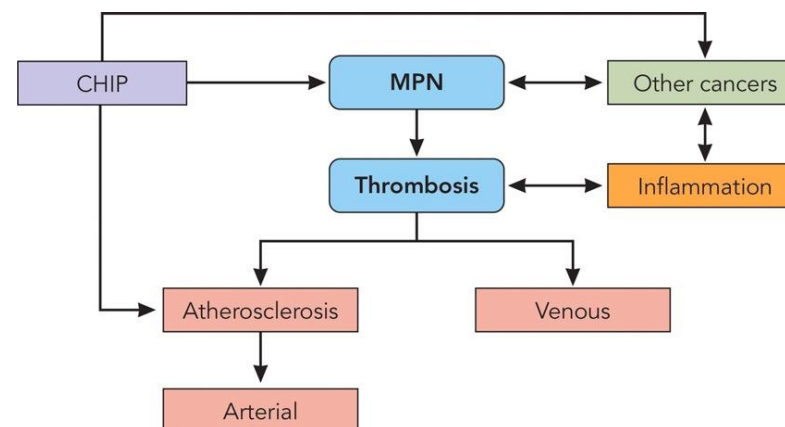 CHIP
MPN
Other cancers
Thrombosis
Inflammation
Atherosclerosis
Venous
Arterial